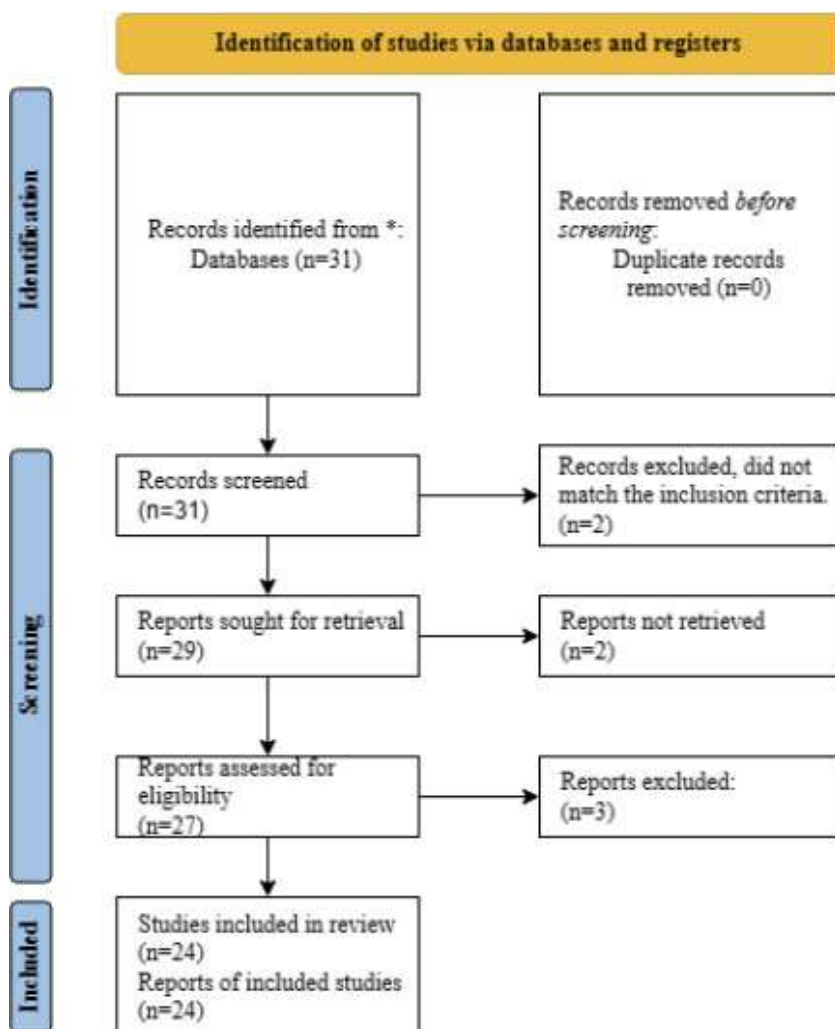 Identification of studies via databases and registers
Identification
Records identified from *:
Databases (n=31)
Records removed before
screening:
Duplicate records
removed (n=0)
Screening
Records screened
(n=31)
Records excluded, did not
match the inclusion criteria.
(n=2)
Reports sought for retrieval
(n=29)
Reports not retrieved
(n=2)
Reports assessed for
eligibility
(n=27)
Reports excluded:
(n=3)
Included
Studies included in review
(n=24)
Reports of included studies
(n=24)